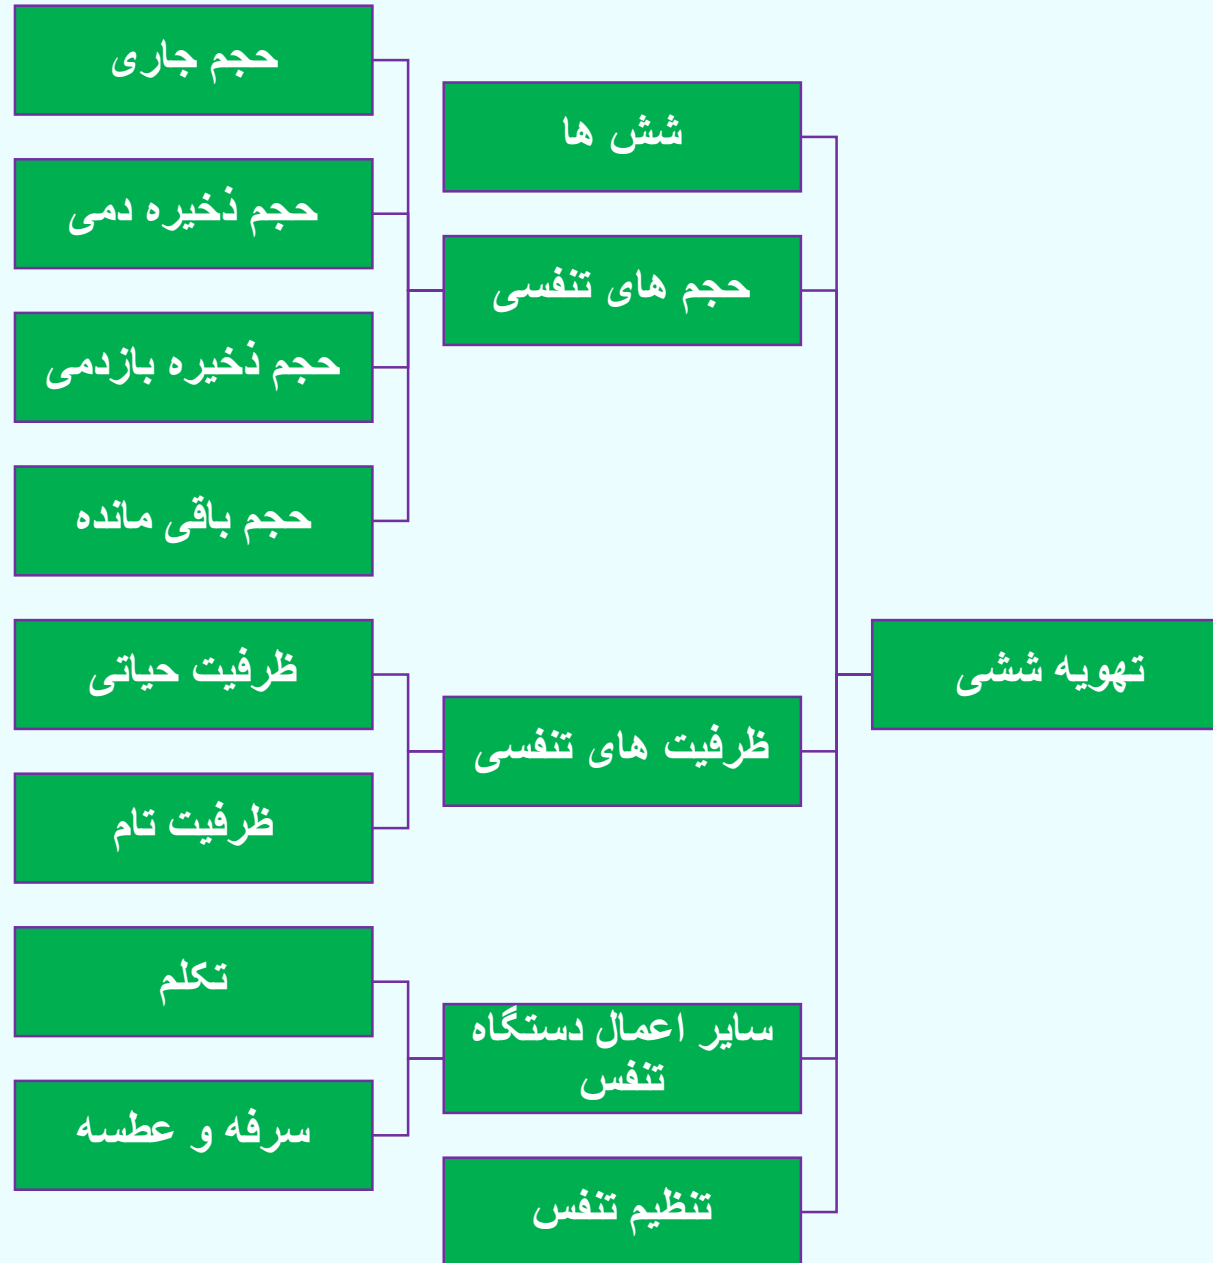 تهویه ششی
شش ها
حجم های تنفسی
حجم جاری
حجم ذخیره دمی
حجم ذخیره بازدمی
حجم باقی مانده
ظرفیت های تنفسی
ظرفیت حیاتی
ظرفیت تام
سایر اعمال دستگاه
تنفس
تکلم
سرفه و عطسه
تنظیم تنفس